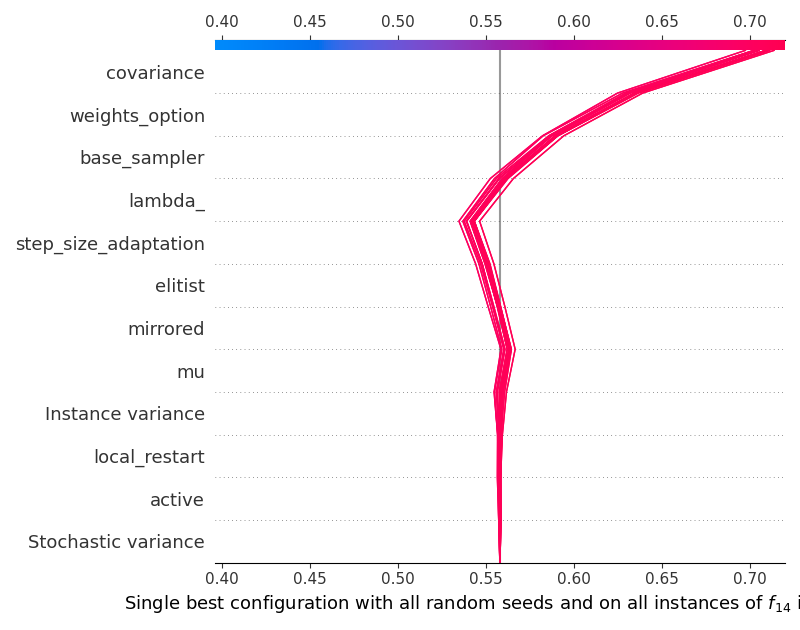 0.40 0.45 0.50 0.55 0.60 0.65 0.70
covariance
weights_option
base_sampler
lambda_
step_size_adaptation
elitist
mirrored
mu
Instance variance
local_restart
active
Stochastic variance
0.40 0.45 0.50 0.55 0.60 0.65 0.70
Single best configuration with all random seeds and on all instances of f14 i